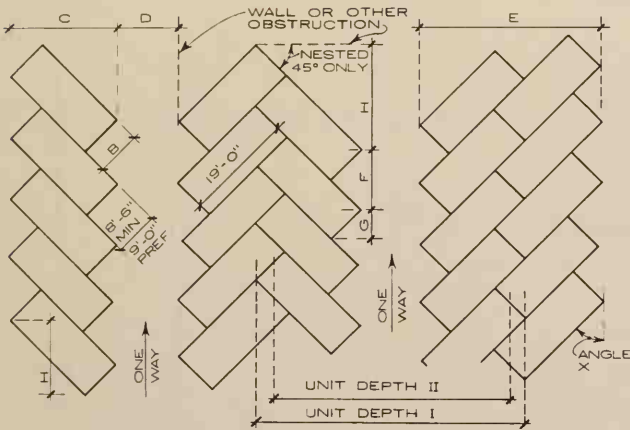 C
D
WALL OR OTHER
OBSTRUCTION
E
NESTED
45° ONLY
H
B
19'-0"
F
8'-6"
MIN
9'-0"
PREF
G
ONE
WAY
I
ONE
WAY
ANGLE
X
UNIT DEPTH II
UNIT DEPTH I